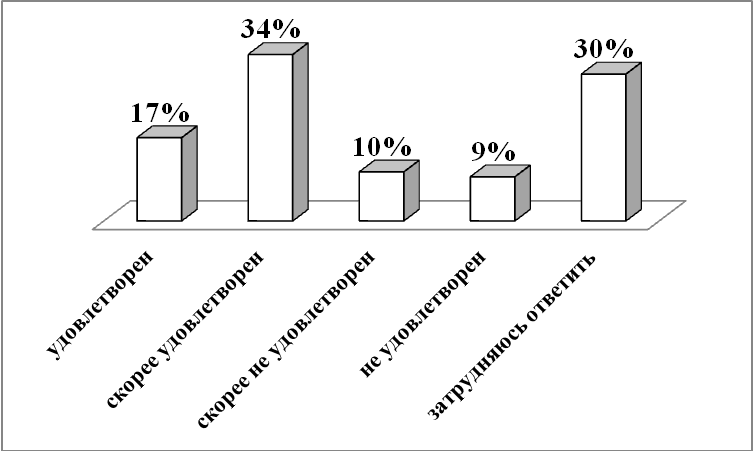 17%
34%
10%
9%
30%
удовлетворен
скорее удовлетворен
скорее не удовлетворен
не удовлетворен
затрудняюсь ответить